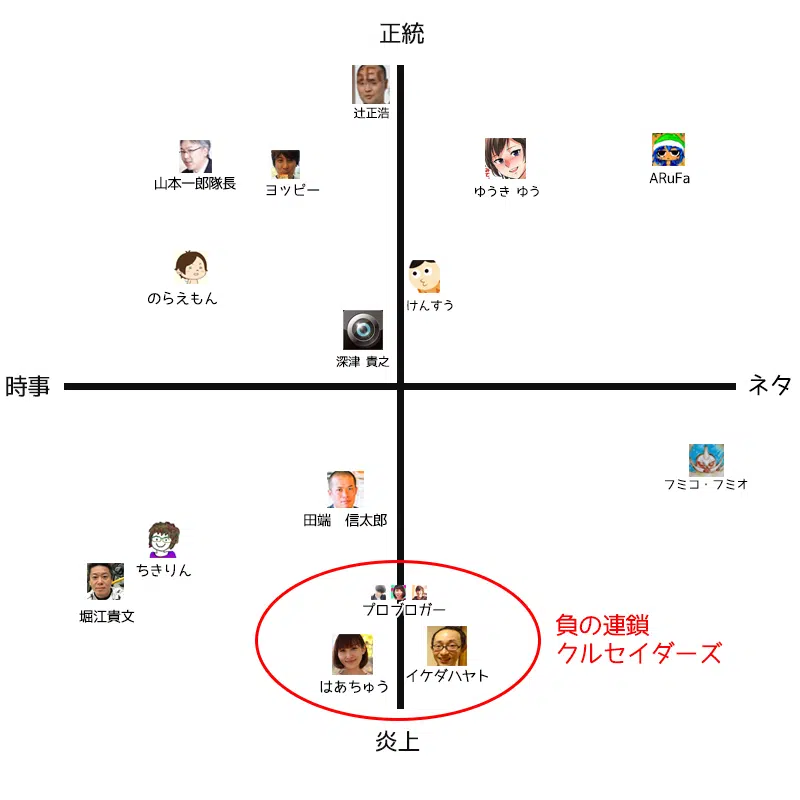 正統
辻正浩
山本一郎隊長
ヨッピー
ゆうき ゆう
ARuFa
のらえもん
けんすう
深津 貴之
時事
ネタ
フミコ・フミオ
田端　信太郎
ちきりん
堀江貴文
プロブロガー
はあちゅう
イケダハヤト
負の連鎖
クルセイダーズ
炎上